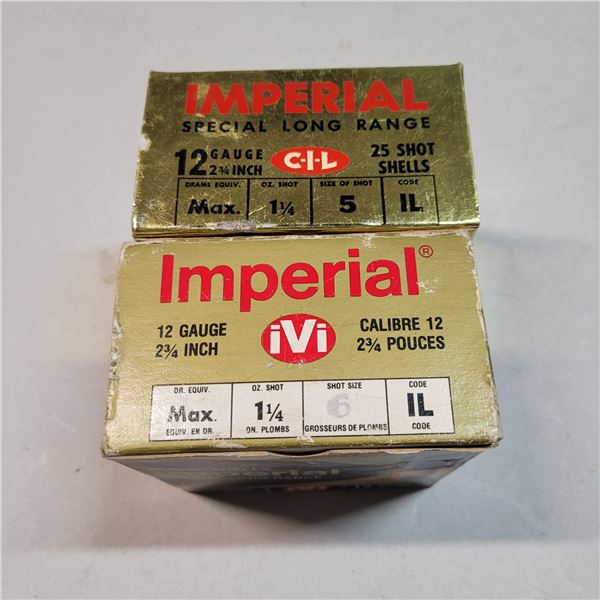 IMPERIAL
SPECIAL LONG RANGE
12 GAUGE 2¾ INCH
C-I-L
25 SHOT SHELLS
DRAMS EQUIV. OZ. SHOT SIZE OF SHOT CODE
Max. 1¼ 5 IL
Imperial®
12 GAUGE
2¾ INCH
iVi
CALIBRE 12
2¾ POUCES
DR. EQUIV. OZ. SHOT SHOT SIZE CODE
Max. 1¼ 6 IL
EQUIV. EN DR. ON. PLOMBS GROSSEURS DE PLOMBS CODE
Imperial
iVi